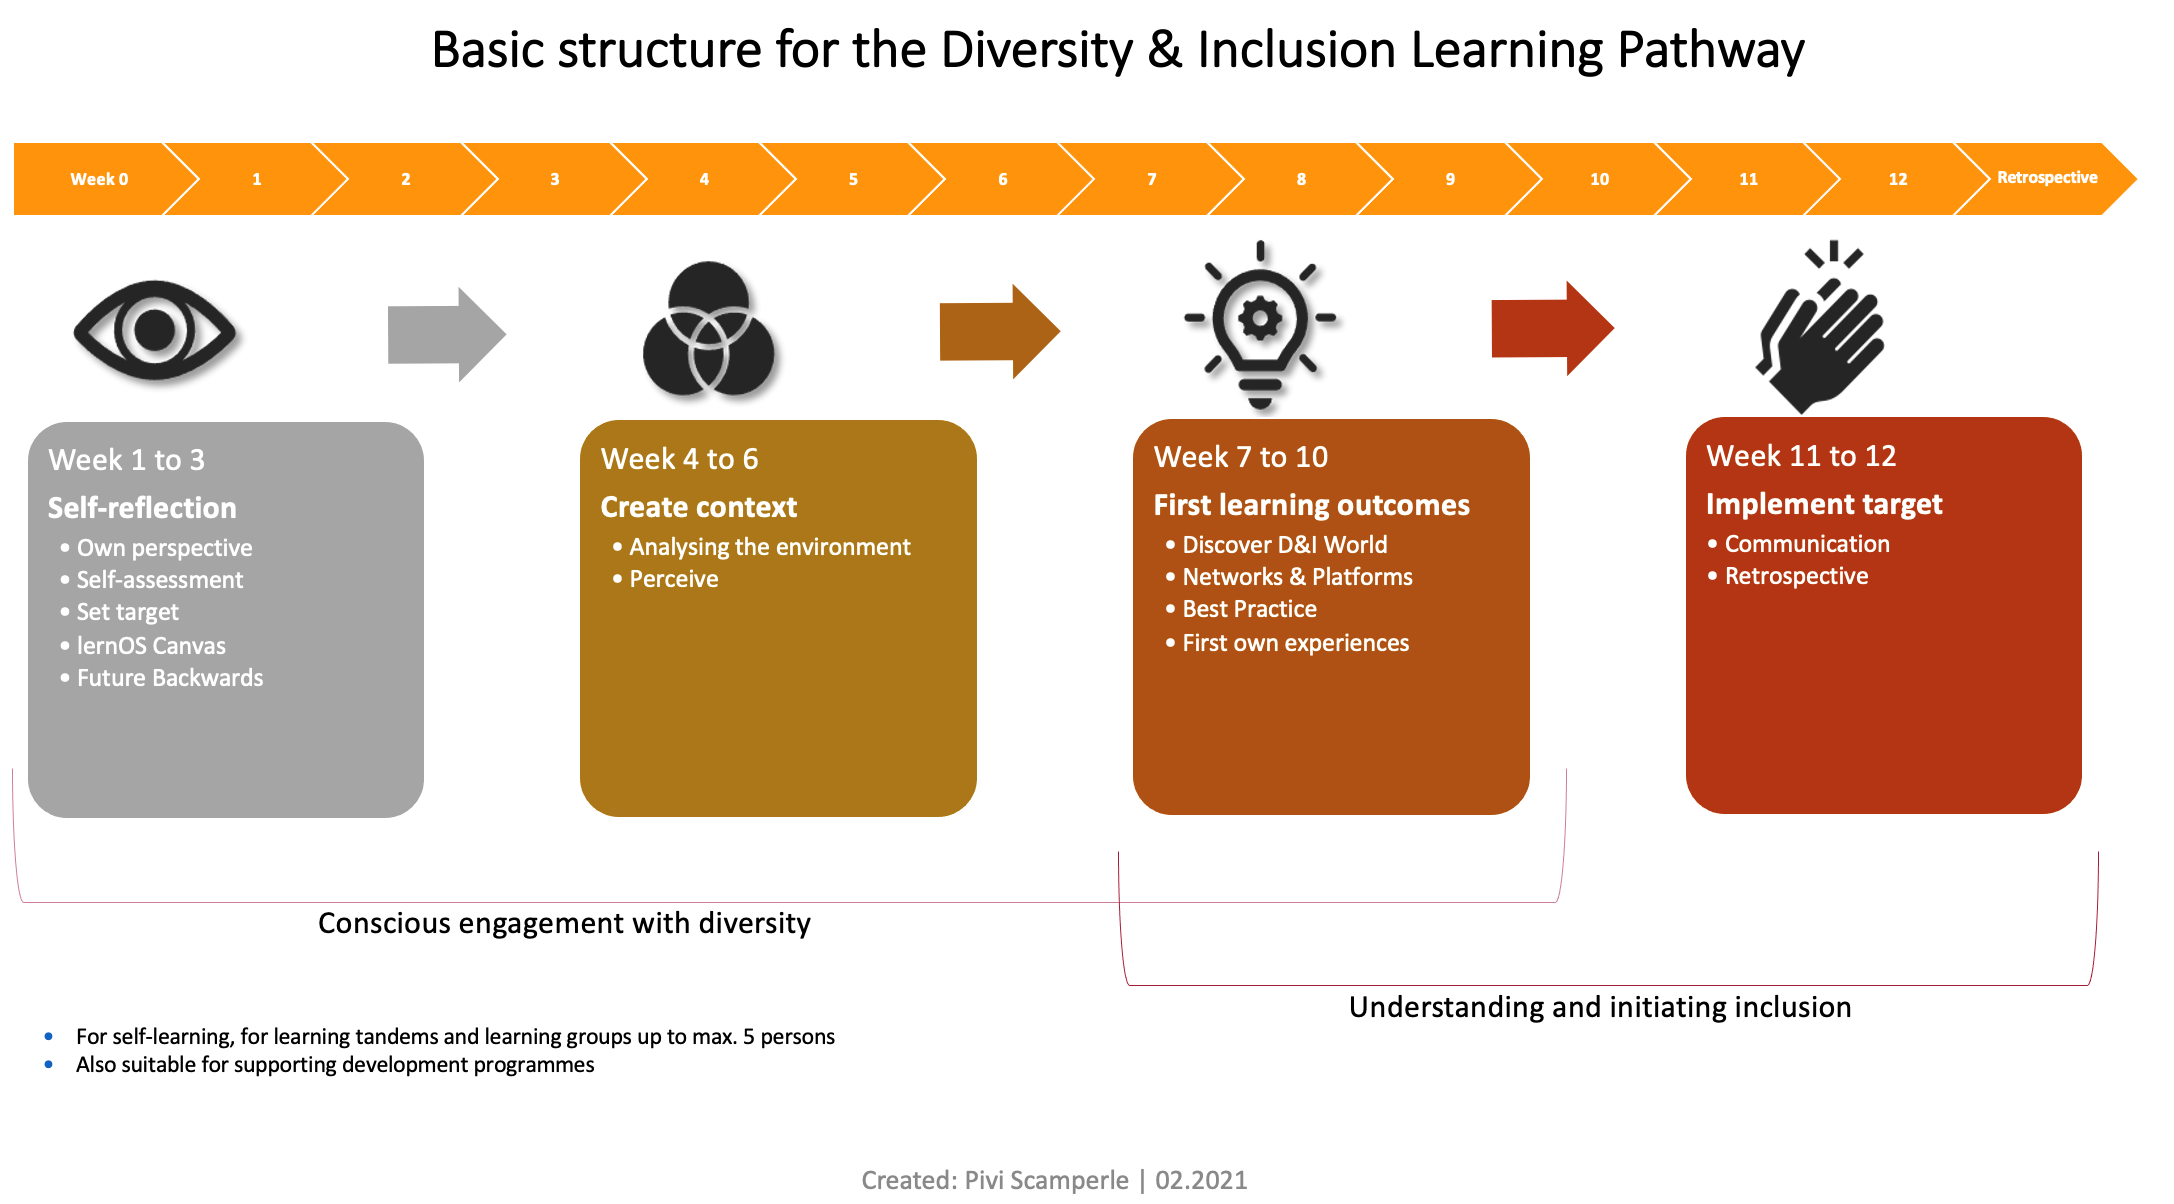 Basic structure for the Diversity & Inclusion Learning Pathway
Week 0
1
2
3
4
5
6
7
8
9
10
11
12
Retrospective
Week 1 to 3
Self-reflection
• Own perspective
• Self-assessment
• Set target
• lernOS Canvas
• Future Backwards
Week 4 to 6
Create context
• Analysing the environment
• Perceive
Week 7 to 10
First learning outcomes
• Discover D&I World
• Networks & Platforms
• Best Practice
• First own experiences
Week 11 to 12
Implement target
• Communication
• Retrospective
Conscious engagement with diversity
Understanding and initiating inclusion
• For self-learning, for learning tandems and learning groups up to max. 5 persons
• Also suitable for supporting development programmes
Created: Pivi Scamperle | 02.2021